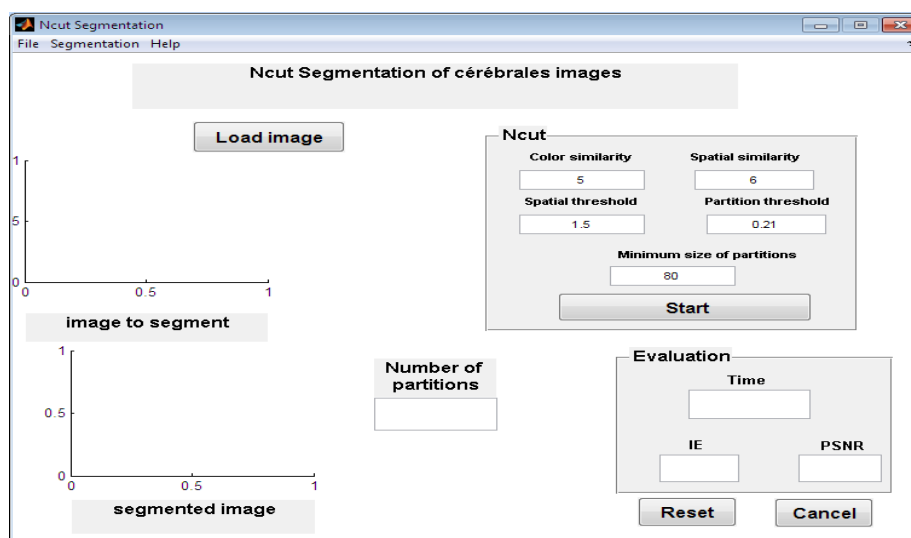 Ncut Segmentation
File Segmentation Help
Ncut Segmentation of cérébrales images
Load image
1
5
0
0 0.5 1
image to segment
Ncut
Color similarity Spatial similarity
5 6
Spatial threshold Partition threshold
1.5 0.21
Minimum size of partitions
80
Start
1
0.5
0
0 0.5 1
segmented image
Number of
partitions
Evaluation
Time
IE PSNR
Reset Cancel